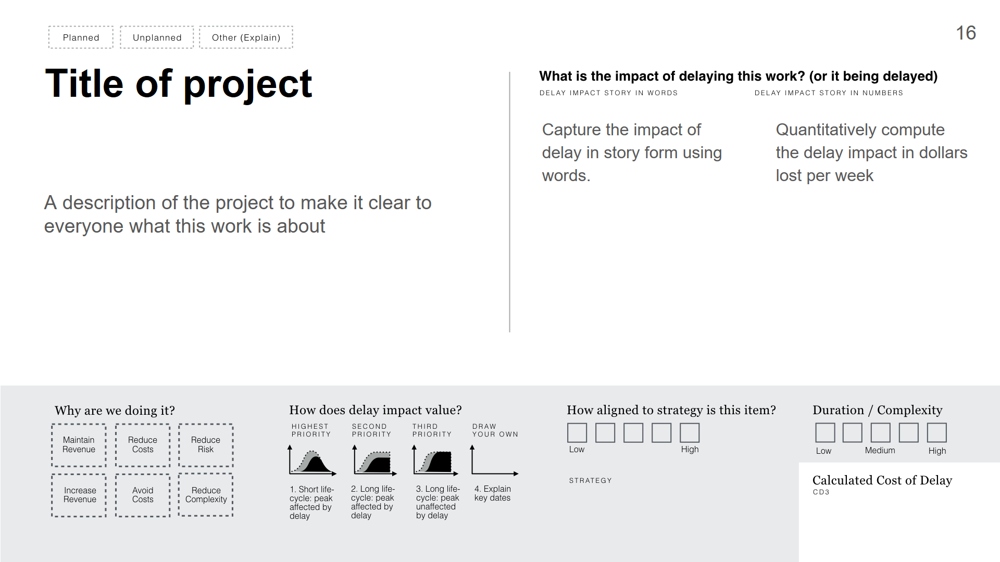 Planned
Unplanned
Other (Explain)
16
Title of project
A description of the project to make it clear to
everyone what this work is about
What is the impact of delaying this work? (or it being delayed)
DELAY IMPACT STORY IN WORDS
DELAY IMPACT STORY IN NUMBERS
Capture the impact of
delay in story form using
words.
Quantitatively compute
the delay impact in dollars
lost per week
Why are we doing it?
Maintain
Revenue
Reduce
Costs
Reduce
Risk
Increase
Revenue
Avoid
Costs
Reduce
Complexity
How does delay impact value?
HIGHEST
PRIORITY
SECOND
PRIORITY
THIRD
PRIORITY
DRAW
YOUR OWN
1. Short life-
cycle: peak
affected by
delay
2. Long life-
cycle: peak
affected by
delay
3. Long life-
cycle: peak
unaffected
by delay
4. Explain
key dates
How aligned to strategy is this item?
Low
High
STRATEGY
Duration / Complexity
Low
Medium
High
Calculated Cost of Delay
CD3